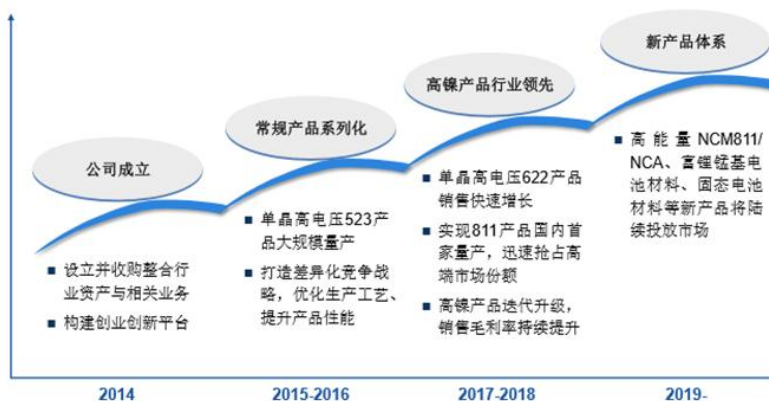 公司成立
■ 设立并收购整合行
业资产与相关业务
■ 构建创业创新平台
常规产品系列化
■ 单晶高电压523产
品大规模量产
■ 打造差异化竞争战
略，优化生产工艺、
提升产品性能
高镍产品行业领先
■ 单晶高电压622产品
销售快速增长
■ 实现811产品国内首
家量产，迅速抢占高
端市场份额
■ 高镍产品迭代升级，
销售毛利率持续提升
新产品体系
■ 高能量NCM811/
NCA、富锂锰基电
池材料、固态电池
材料等新产品将陆
续投放市场
2014
2015-2016
2017-2018
2019-